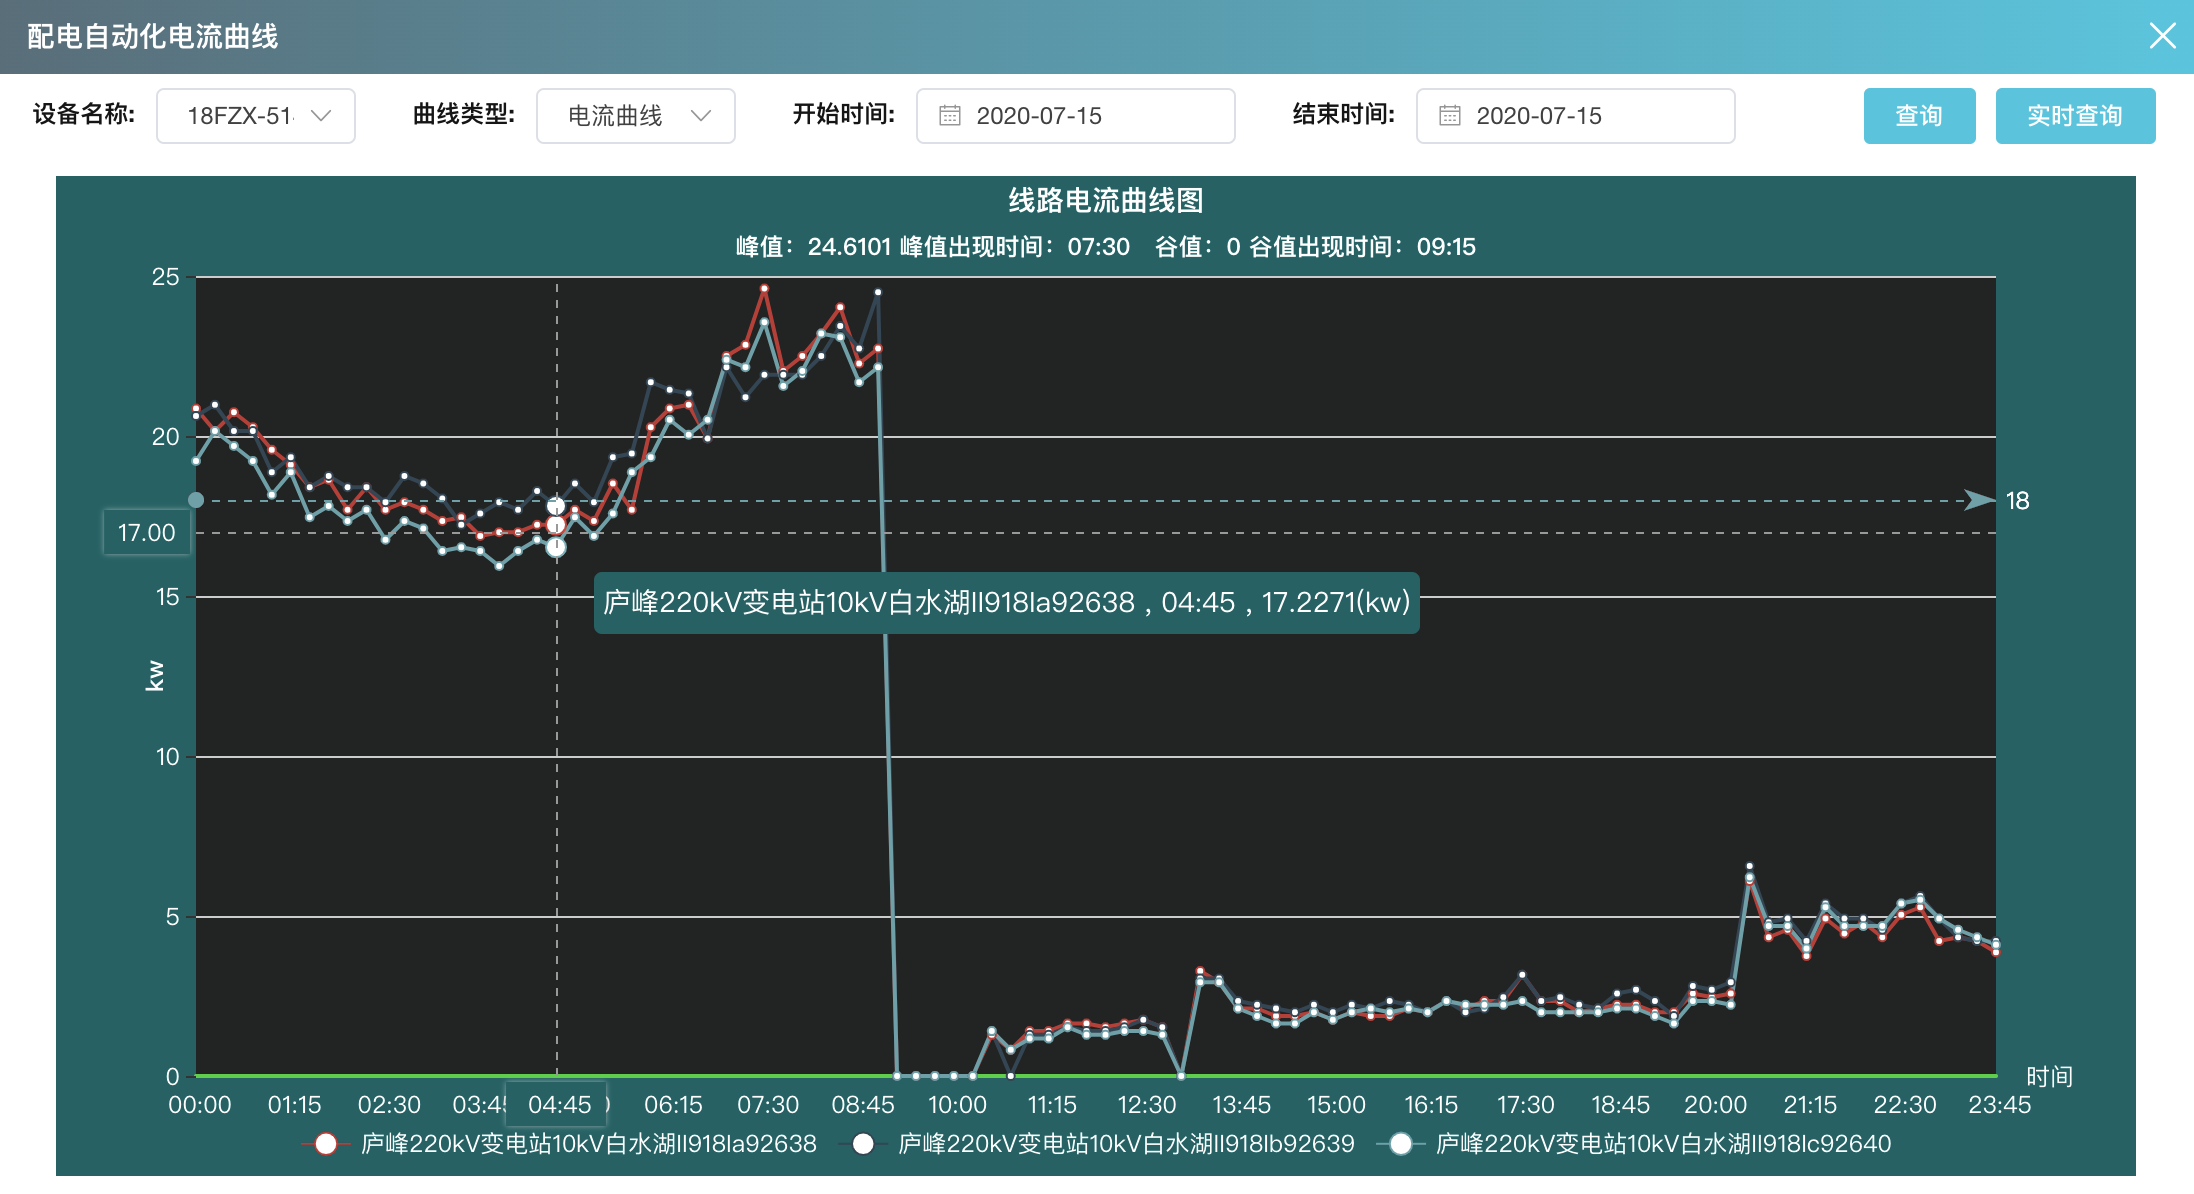 配电自动化电流曲线
设备名称: 18FZX-51 曲线类型: 电流曲线 开始时间: 2020-07-15 结束时间: 2020-07-15 查询 实时查询
线路电流曲线图
峰值：24.6101 峰值出现时间：07:30 谷值：0 谷值出现时间：09:15
25
20
18
17.00
15
庐峰220kV变电站10kV白水湖II918Ia92638 , 04:45 , 17.2271(kw)
kw
10
5
0
时间
00:00 01:15 02:30 03:45 04:45 06:15 07:30 08:45 10:00 11:15 12:30 13:45 15:00 16:15 17:30 18:45 20:00 21:15 22:30 23:45
庐峰220kV变电站10kV白水湖II918Ia92638 庐峰220kV变电站10kV白水湖II918Ib92639 庐峰220kV变电站10kV白水湖II918Ic92640